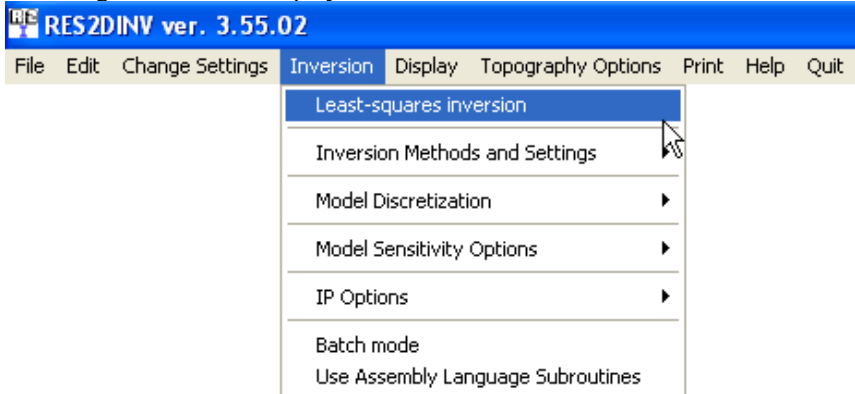 RES2DINV ver. 3.55.02
File Edit Change Settings Inversion Display Topography Options Print Help Quit
Least-squares inversion
Inversion Methods and Settings
Model Discretization
Model Sensitivity Options
IP Options
Batch mode
Use Assembly Language Subroutines